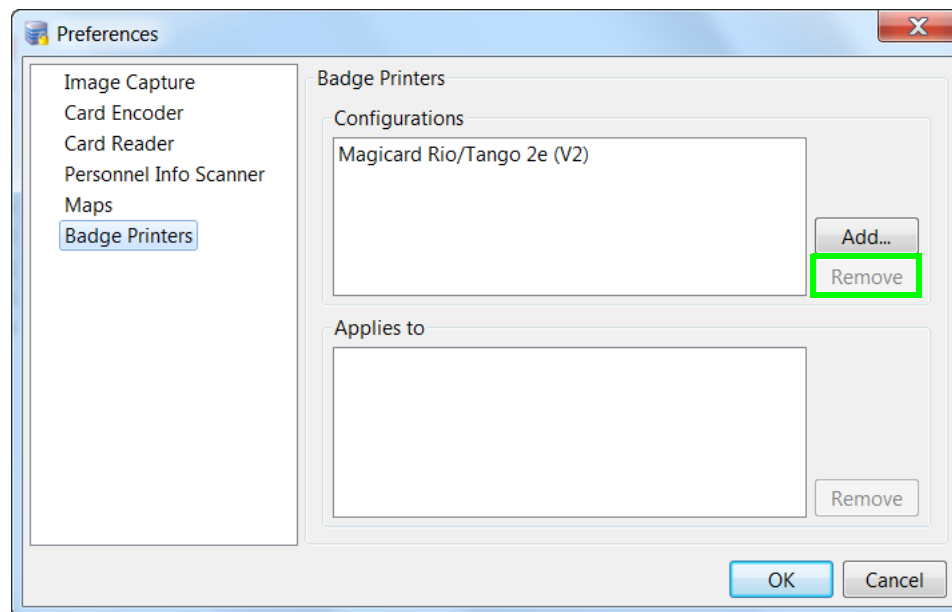 Preferences
Image Capture
Card Encoder
Card Reader
Personnel Info Scanner
Maps
Badge Printers
Badge Printers
Configurations
Magicard Rio/Tango 2e (V2)
Add...
Remove
Applies to
Remove
OK
Cancel